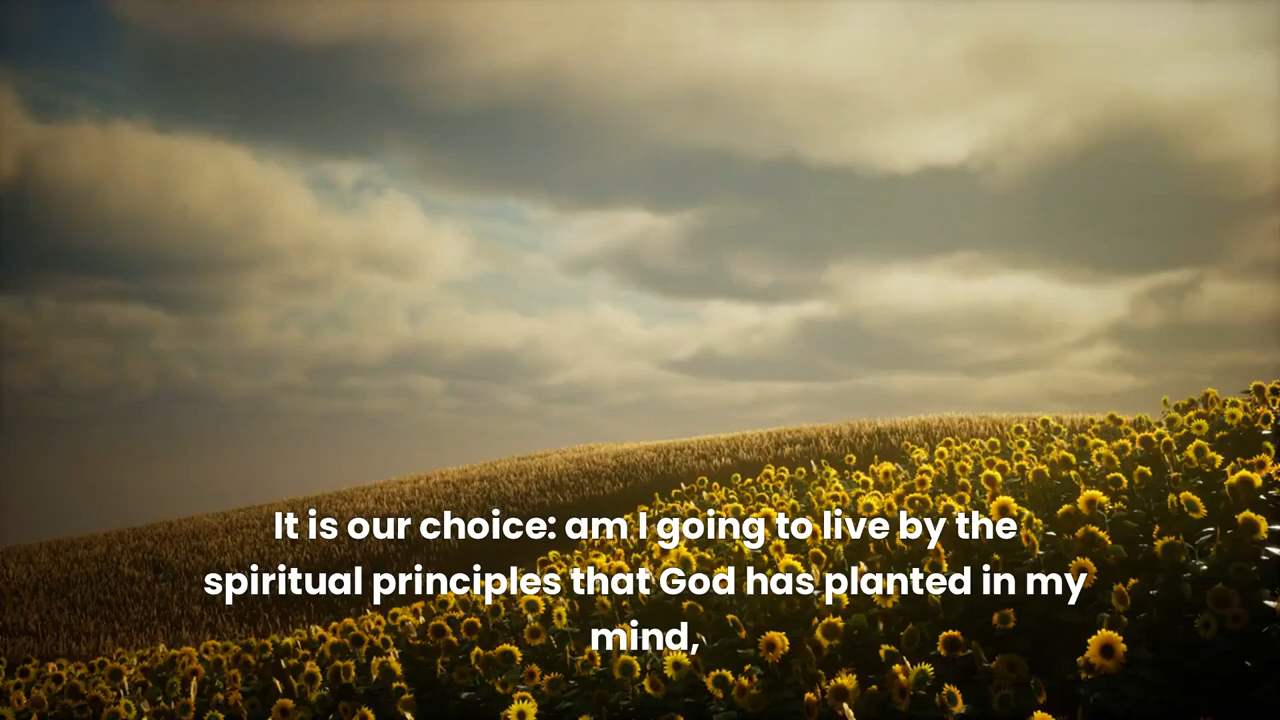 It is our choice: am I going to live by the
spiritual principles that God has planted in my
mind,